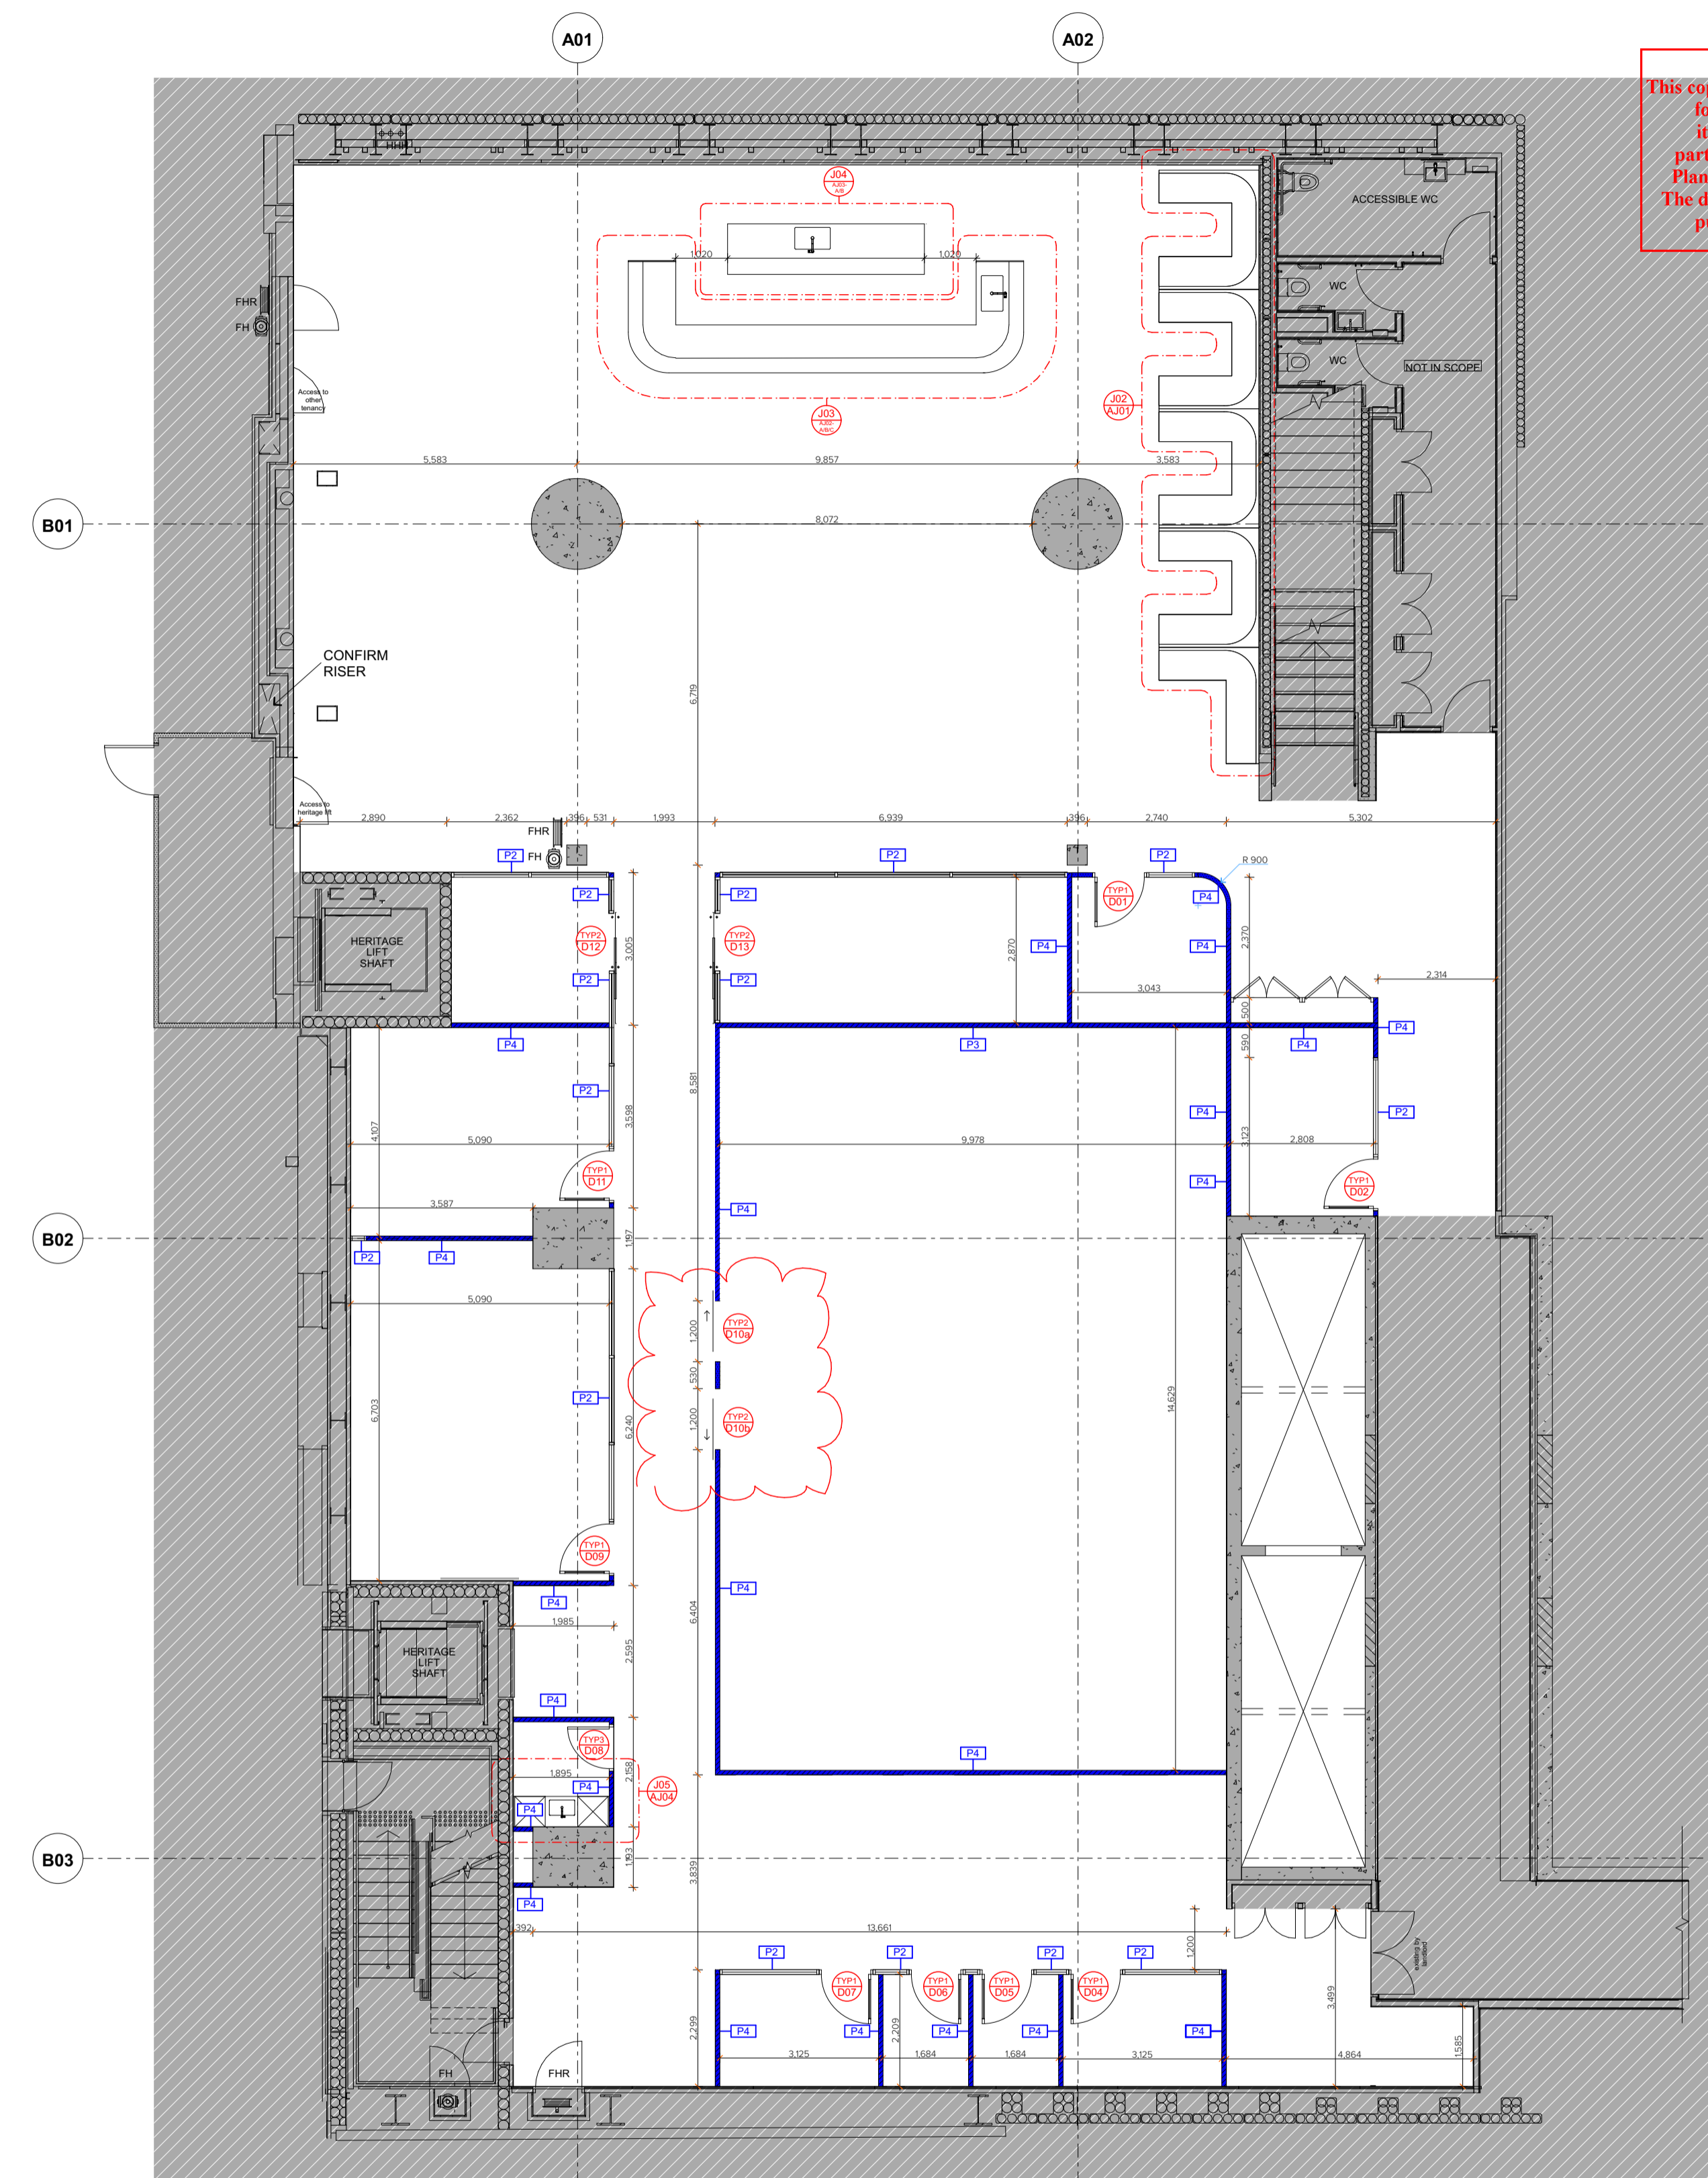 A01
A02
This cop
fo
it
part
Plan
The d
p
J04
AJ03-
A/B
ACCESSIBLE WC
1,020
1,020
WC
FHR
FH
WC
NOT IN SCOPE
Access to
other
tenancy
J02
AJ01
J03
AJ02-
A/B/C
5,583
9,857
3,583
B01
8,072
CONFIRM
RISER
6,719
Access to
heritage lift
2,890
2,362
396
531
1,993
6,939
396
2,740
5,302
FHR
FH
P2
P2
P2
R 900
P2
P2
TYP1
D01
P4
HERITAGE
LIFT
SHAFT
TYP2
D12
TYP2
D13
3,005
2,870
P4
P4
2,370
P2
P2
2,314
3,043
500
P4
P4
P3
P4
590
P2
8,581
3,598
P4
P2
4,107
5,090
9,978
3,123
2,808
TYP1
D11
P4
TYP1
D02
3,587
P4
B02
1,197
P2
P4
5,090
1,200
TYP2
D10a
530
P2
6,703
6,240
1,200
TYP2
D10b
14,629
TYP1
D09
P4
P4
6,404
1,985
HERITAGE
LIFT
SHAFT
2,595
P4
TYP3
D08
P4
1,895
2,158
P4
J05
AJ04
P4
B03
1,193
3,839
P4
392
13,661
1,200
existing by
landlord
P2
P2
P2
P2
TYP1
D07
TYP1
D06
TYP1
D05
TYP1
D04
3,499
2,299
P4
P4
2,209
P4
P4
P4
1,585
3,125
1,684
1,684
3,125
4,864
FH
FHR